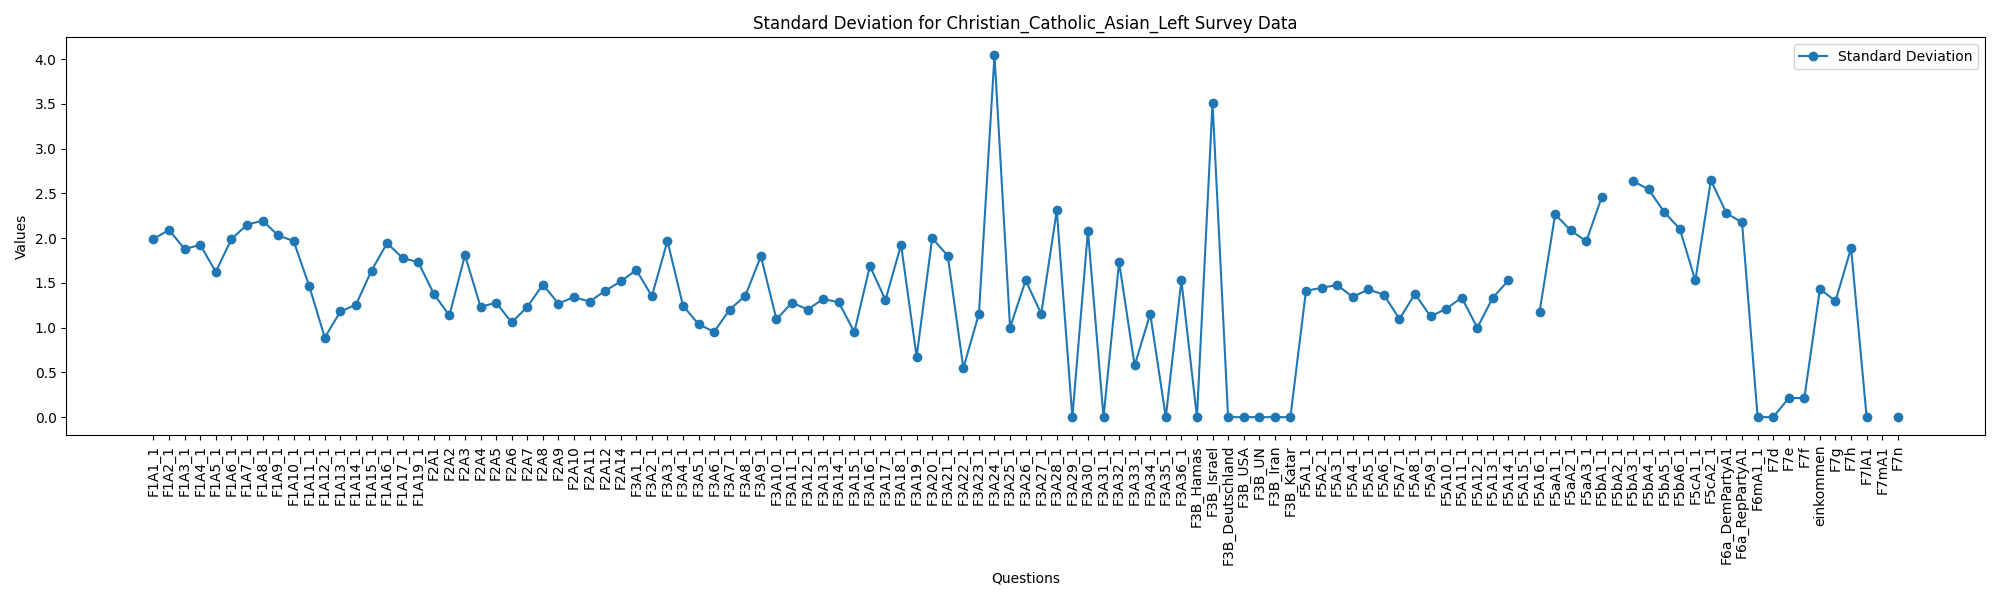 Standard Deviation for Christian_Catholic_Asian_Left Survey Data
Standard Deviation
Values
4.0
3.5
3.0
2.5
2.0
1.5
1.0
0.5
0.0
F1A1_1
F1A2_1
F1A3_1
F1A4_1
F1A5_1
F1A6_1
F1A7_1
F1A8_1
F1A9_1
F1A10_1
F1A11_1
F1A12_1
F1A13_1
F1A14_1
F1A15_1
F1A16_1
F1A17_1
F1A19_1
F2A1
F2A2
F2A3
F2A4
F2A5
F2A6
F2A7
F2A8
F2A9
F2A10
F2A11
F2A12
F2A14
F3A1_1
F3A2_1
F3A3_1
F3A4_1
F3A5_1
F3A6_1
F3A7_1
F3A8_1
F3A9_1
F3A10_1
F3A11_1
F3A12_1
F3A13_1
F3A14_1
F3A15_1
F3A16_1
F3A17_1
F3A18_1
F3A19_1
F3A20_1
F3A21_1
F3A22_1
F3A23_1
F3A24_1
F3A25_1
F3A26_1
F3A27_1
F3A28_1
F3A29_1
F3A30_1
F3A31_1
F3A32_1
F3A33_1
F3A34_1
F3A35_1
F3A36_1
F3B_Hamas
F3B_Israel
F3B_Deutschland
F3B_USA
F3B_UN
F3B_Iran
F3B_Katar
F5A1_1
F5A2_1
F5A3_1
F5A4_1
F5A5_1
F5A6_1
F5A7_1
F5A8_1
F5A9_1
F5A10_1
F5A11_1
F5A12_1
F5A13_1
F5A14_1
F5A15_1
F5A16_1
F5aA1_1
F5aA2_1
F5aA3_1
F5bA1_1
F5bA2_1
F5bA3_1
F5bA4_1
F5bA5_1
F5bA6_1
F5cA1_1
F5cA2_1
F6a_DemPartyA1
F6a_RepPartyA1
F6mA1_1
F7d
F7e
F7f
einkommen
F7g
F7h
F7lA1
F7mA1
F7n
Questions